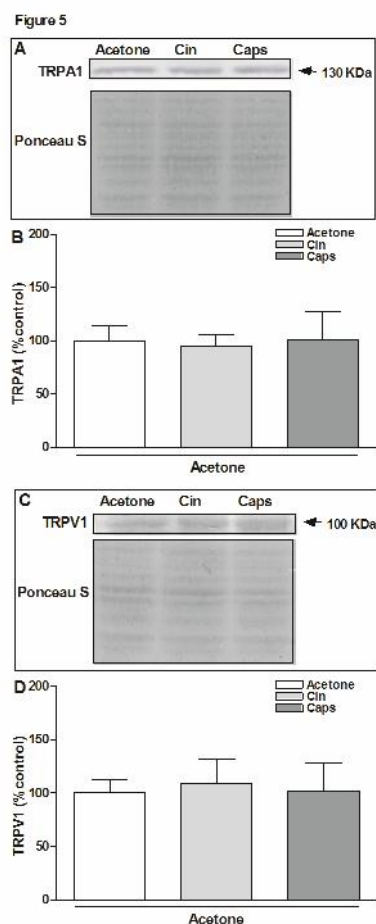 Figure 5
A
Acetone Cin Caps
TRPA1
130 KDa
Ponceau S
B
200
150
100
50
0
TRPA1 (% control)
Acetone
Cin
Caps
Acetone
C
Acetone Cin Caps
TRPV1
100 KDa
Ponceau S
D
200
150
100
50
0
TRPV1 (% control)
Acetone
Cin
Caps
Acetone